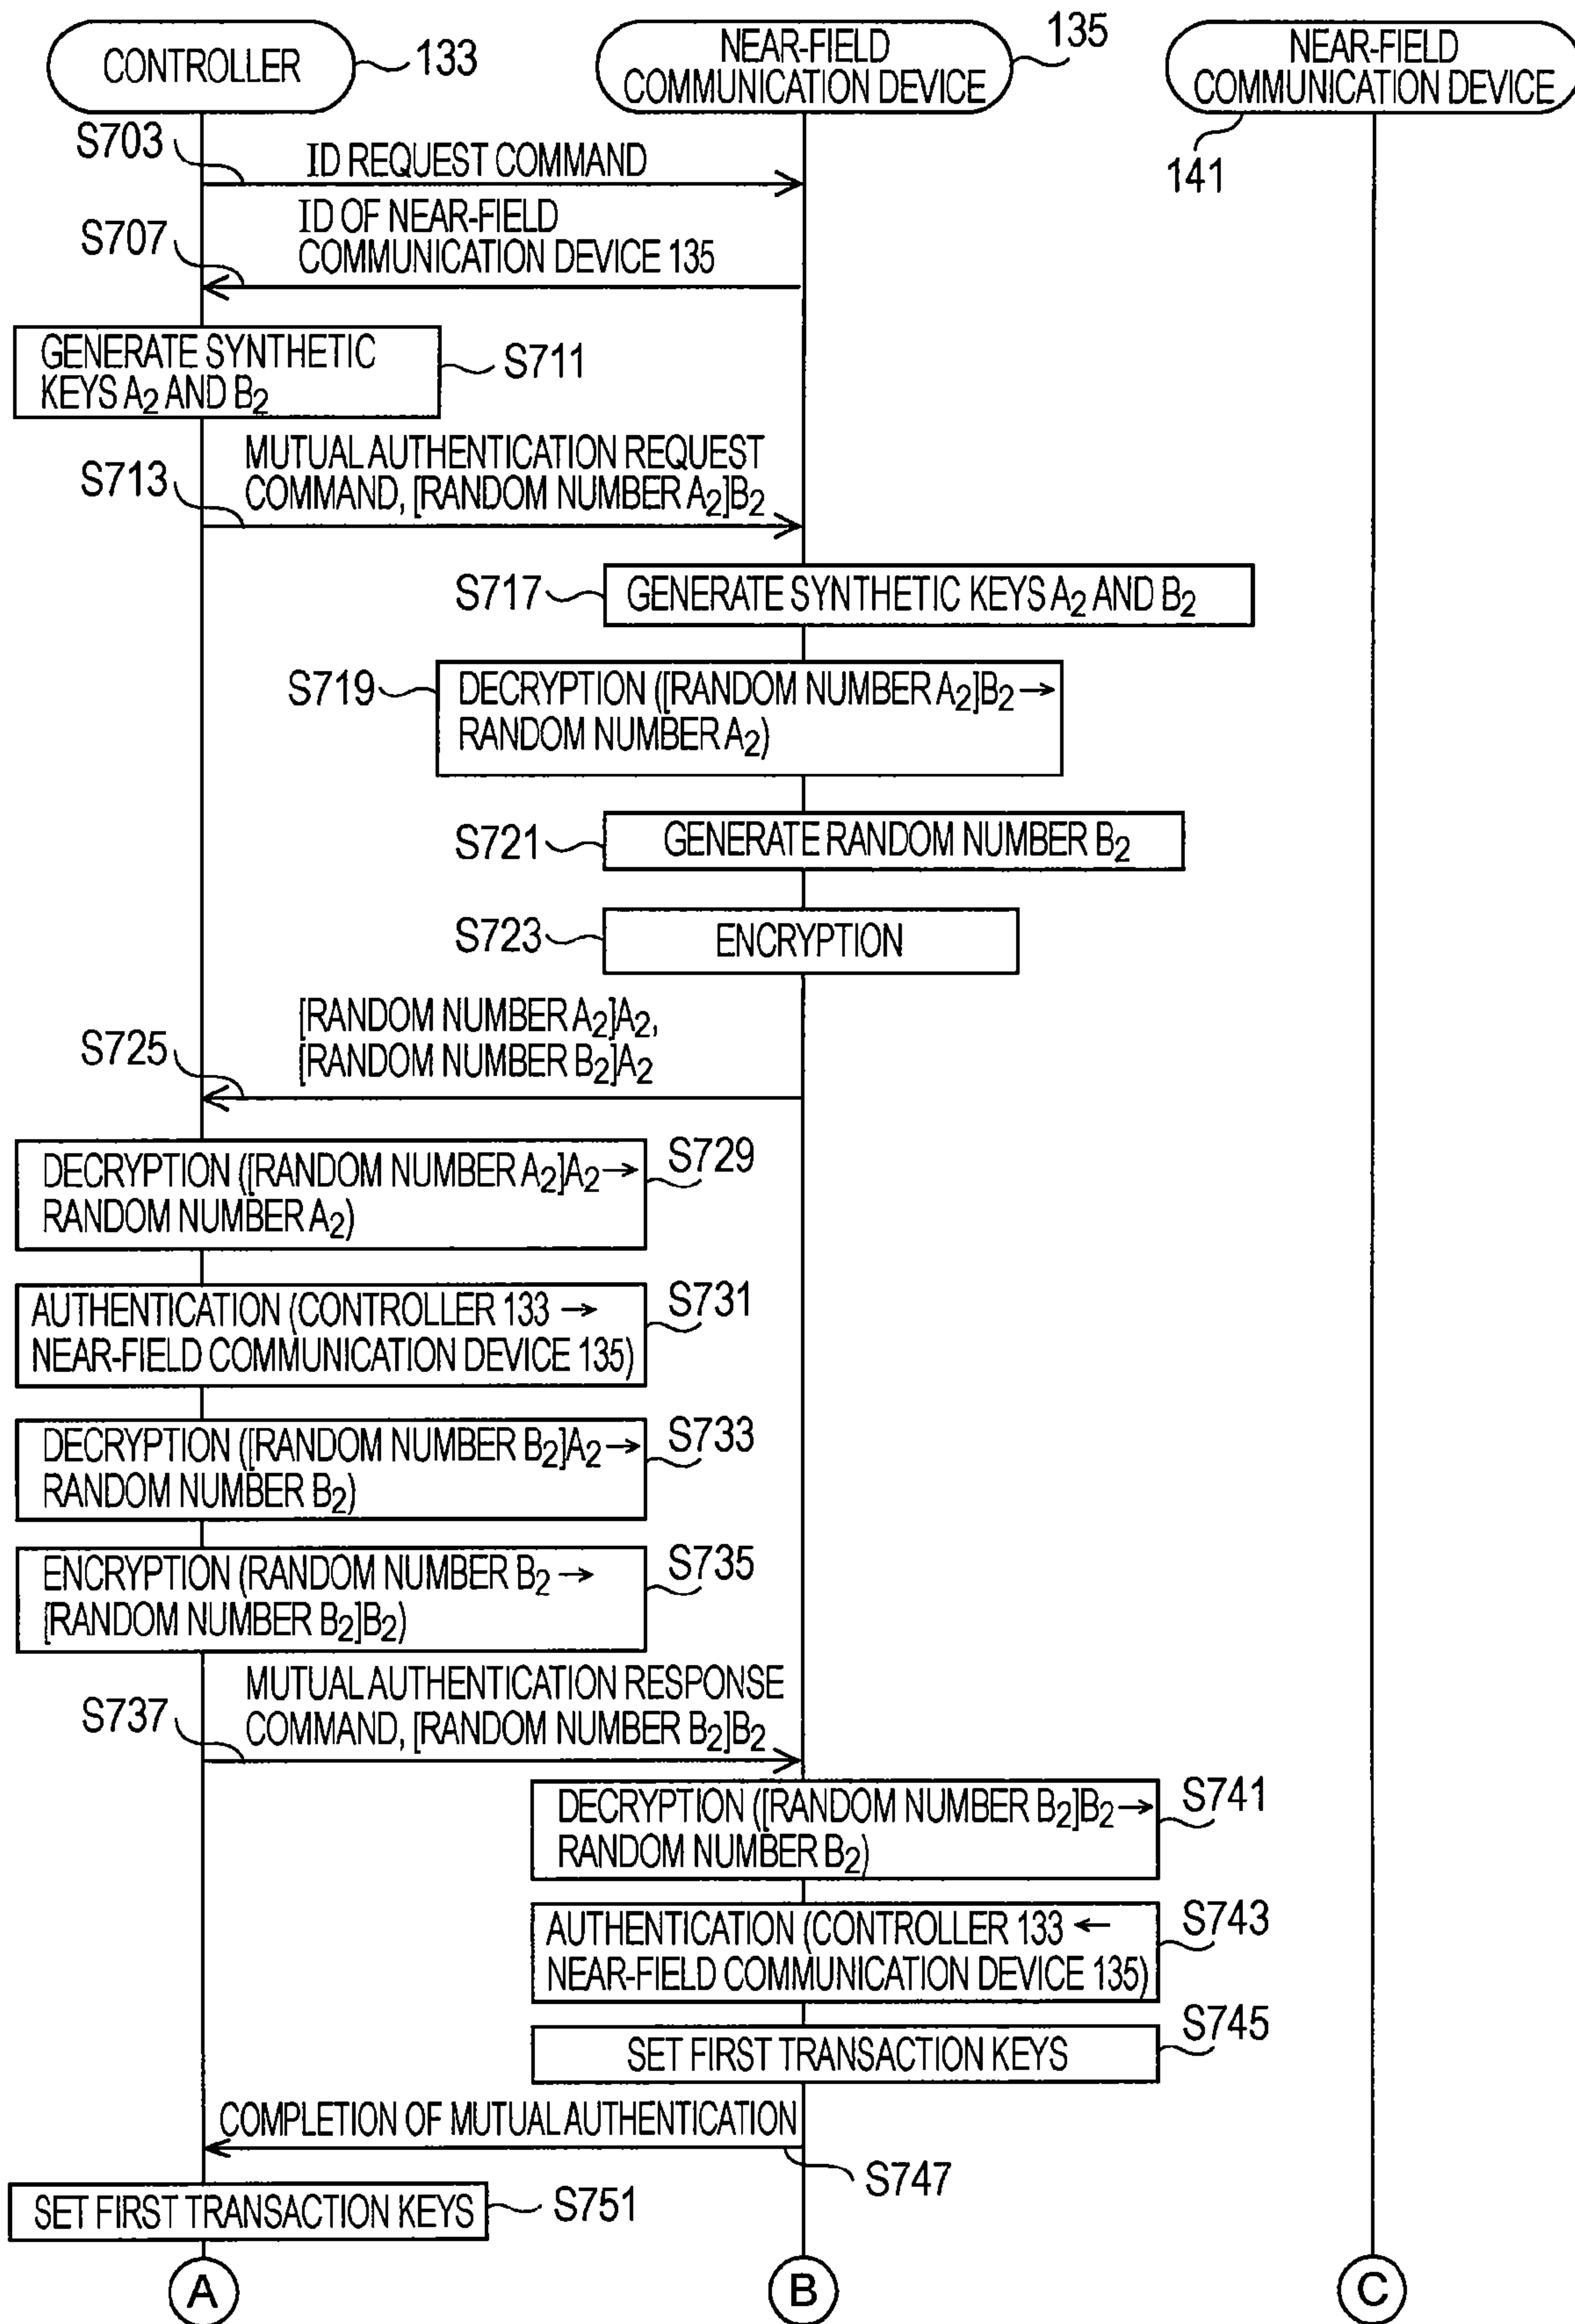 CONTROLLER
133
NEAR-FIELD
COMMUNICATION DEVICE
135
NEAR-FIELD
COMMUNICATION DEVICE
141
S703
ID REQUEST COMMAND
S707
ID OF NEAR-FIELD
COMMUNICATION DEVICE 135
GENERATE SYNTHETIC
KEYS A₂ AND B₂
S711
S713
MUTUAL AUTHENTICATION REQUEST
COMMAND, [RANDOM NUMBER A₂]B₂
S717
GENERATE SYNTHETIC KEYS A₂ AND B₂
S719
DECRYPTION ([RANDOM NUMBER A₂]B₂→
RANDOM NUMBER A₂)
S721
GENERATE RANDOM NUMBER B₂
S723
ENCRYPTION
S725
[RANDOM NUMBER A₂]A₂,
[RANDOM NUMBER B₂]A₂
DECRYPTION ([RANDOM NUMBER A₂]A₂→
RANDOM NUMBER A₂)
S729
AUTHENTICATION (CONTROLLER 133 →
NEAR-FIELD COMMUNICATION DEVICE 135)
S731
DECRYPTION ([RANDOM NUMBER B₂]A₂→
RANDOM NUMBER B₂)
S733
ENCRYPTION (RANDOM NUMBER B₂ →
[RANDOM NUMBER B₂]B₂)
S735
S737
MUTUAL AUTHENTICATION RESPONSE
COMMAND, [RANDOM NUMBER B₂]B₂
DECRYPTION ([RANDOM NUMBER B₂]B₂→
RANDOM NUMBER B₂)
S741
AUTHENTICATION (CONTROLLER 133 ←
NEAR-FIELD COMMUNICATION DEVICE 135)
S743
SET FIRST TRANSACTION KEYS
S745
COMPLETION OF MUTUAL AUTHENTICATION
S747
SET FIRST TRANSACTION KEYS
S751
A
B
C